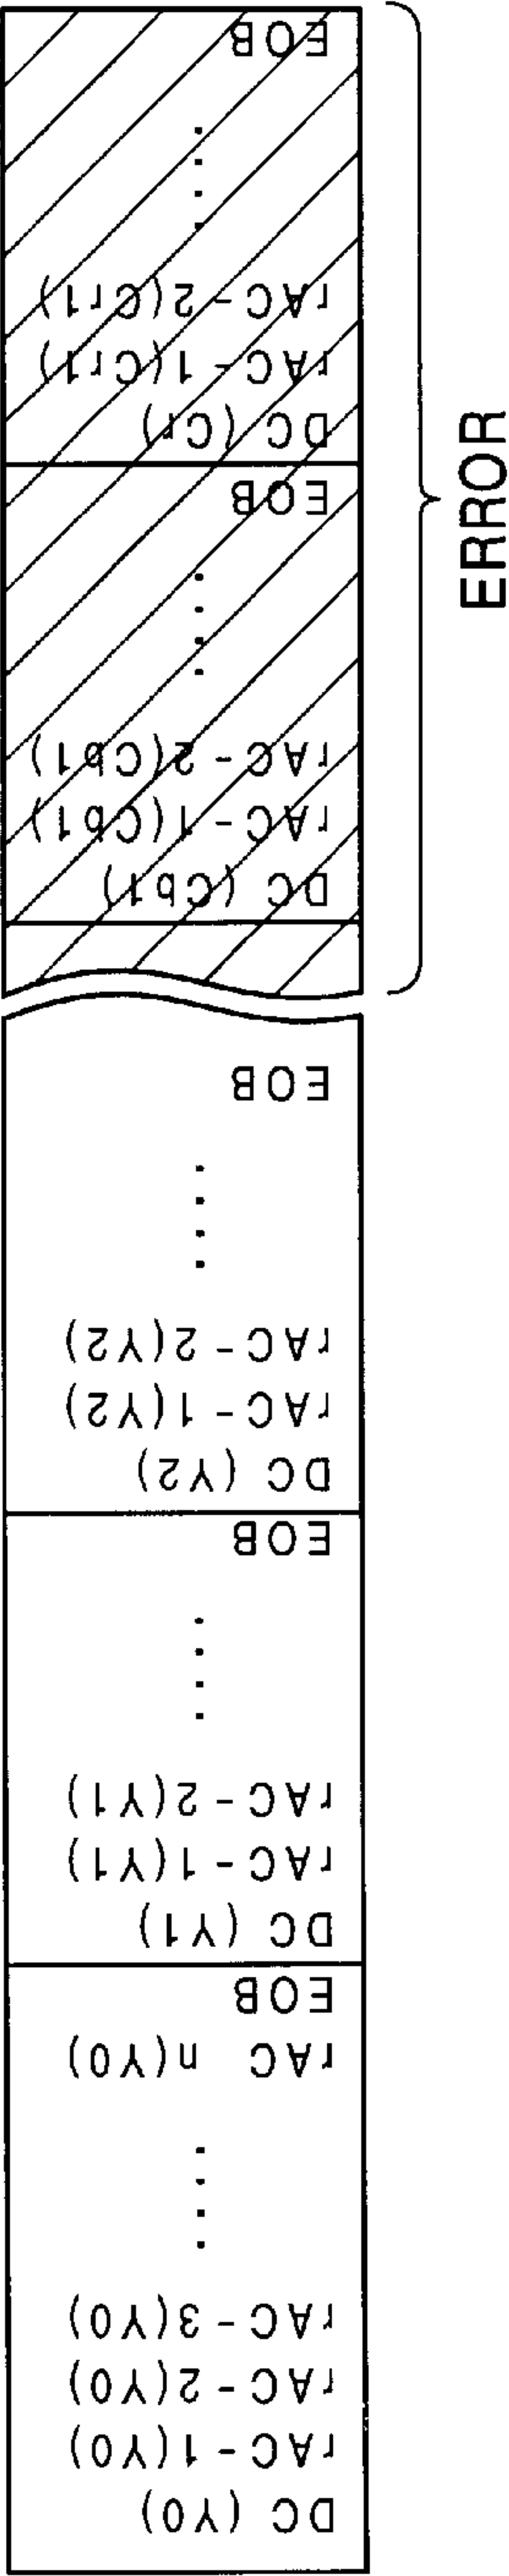 DC (Y0)
rAC-1(Y0)
rAC-2(Y0)
rAC-3(Y0)
⋮
rAC n(Y0)
EOB
DC (Y1)
rAC-1(Y1)
rAC-2(Y1)
⋮
EOB
DC (Y2)
rAC-1(Y2)
rAC-2(Y2)
⋮
EOB
DC (Cb1)
rAC-1(Cb1)
rAC-2(Cb1)
⋮
EOB
DC (Cr)
rAC-1(Cr1)
rAC-2(Cr1)
⋮
EOB
ERROR